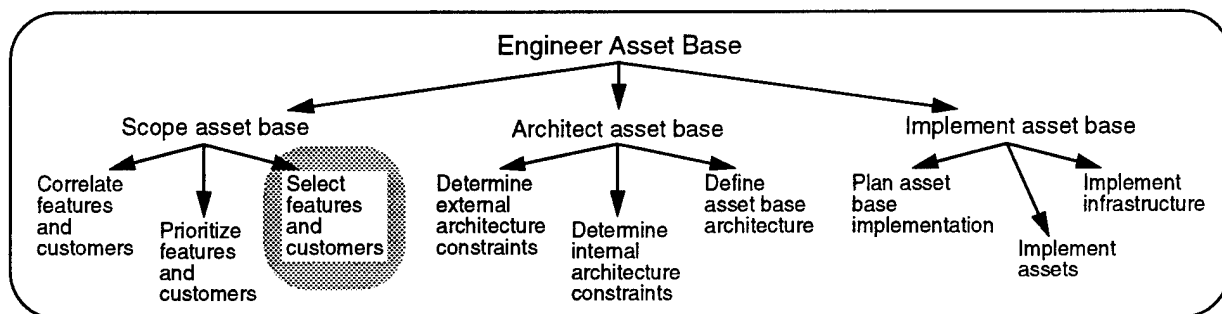 Engineer Asset Base
Scope asset base
Architect asset base
Implement asset base
Correlate
features
and
customers
Prioritize
features
and
customers
Select
features
and
customers
Determine
external
architecture
constraints
Determine
internal
architecture
constraints
Define
asset base
architecture
Plan asset
base
implementation
Implement
assets
Implement
infrastructure